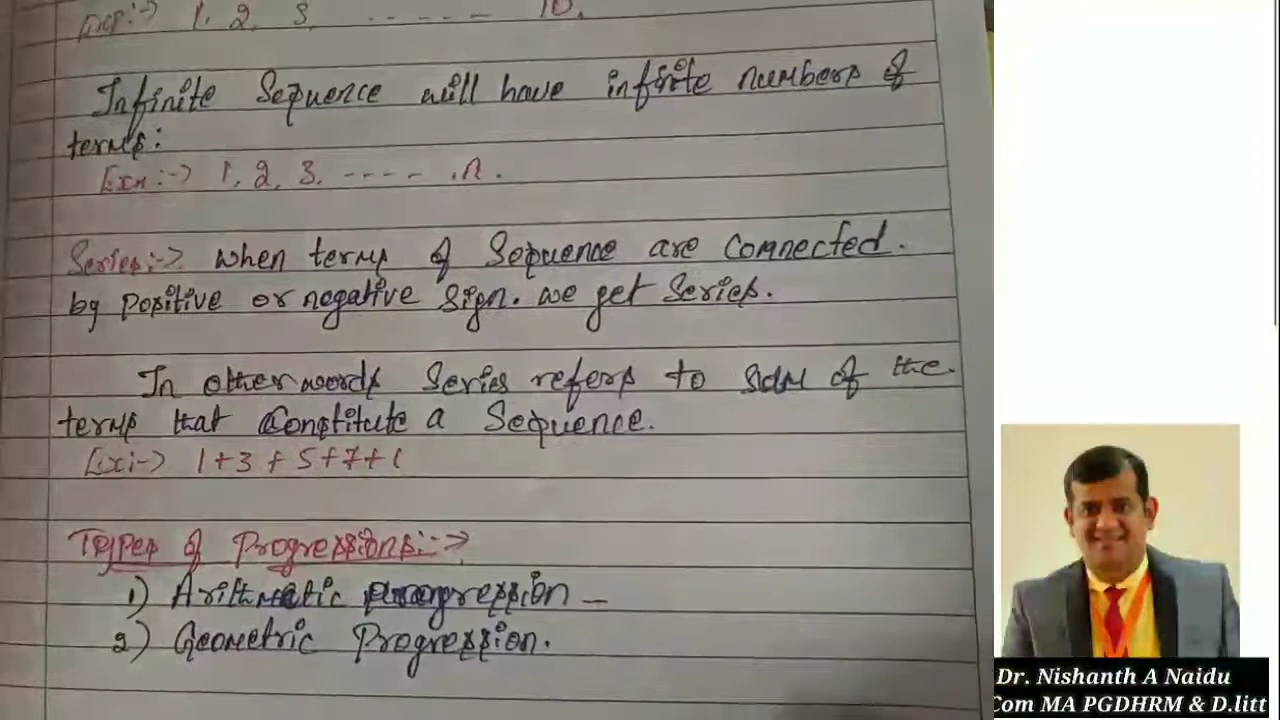 Exp:-> 1, 2, 3, ------ 10.
Infinite Sequence will have infinite numbers of
terms:
Exn:-> 1, 2, 3, ---- .n.
Series:-> when terms of Sequence are Connected.
by positive or negative Sign. we get Series.
In other words Series refers to sum of the.
terms that Constitute a Sequence.
Exi-> 1+3+5+7+1
Types of Progressions:->
1) Arithmetic progression -
2) Geometric Progression.
Dr. Nishanth A Naidu
Com MA PGDHRM & D.litt